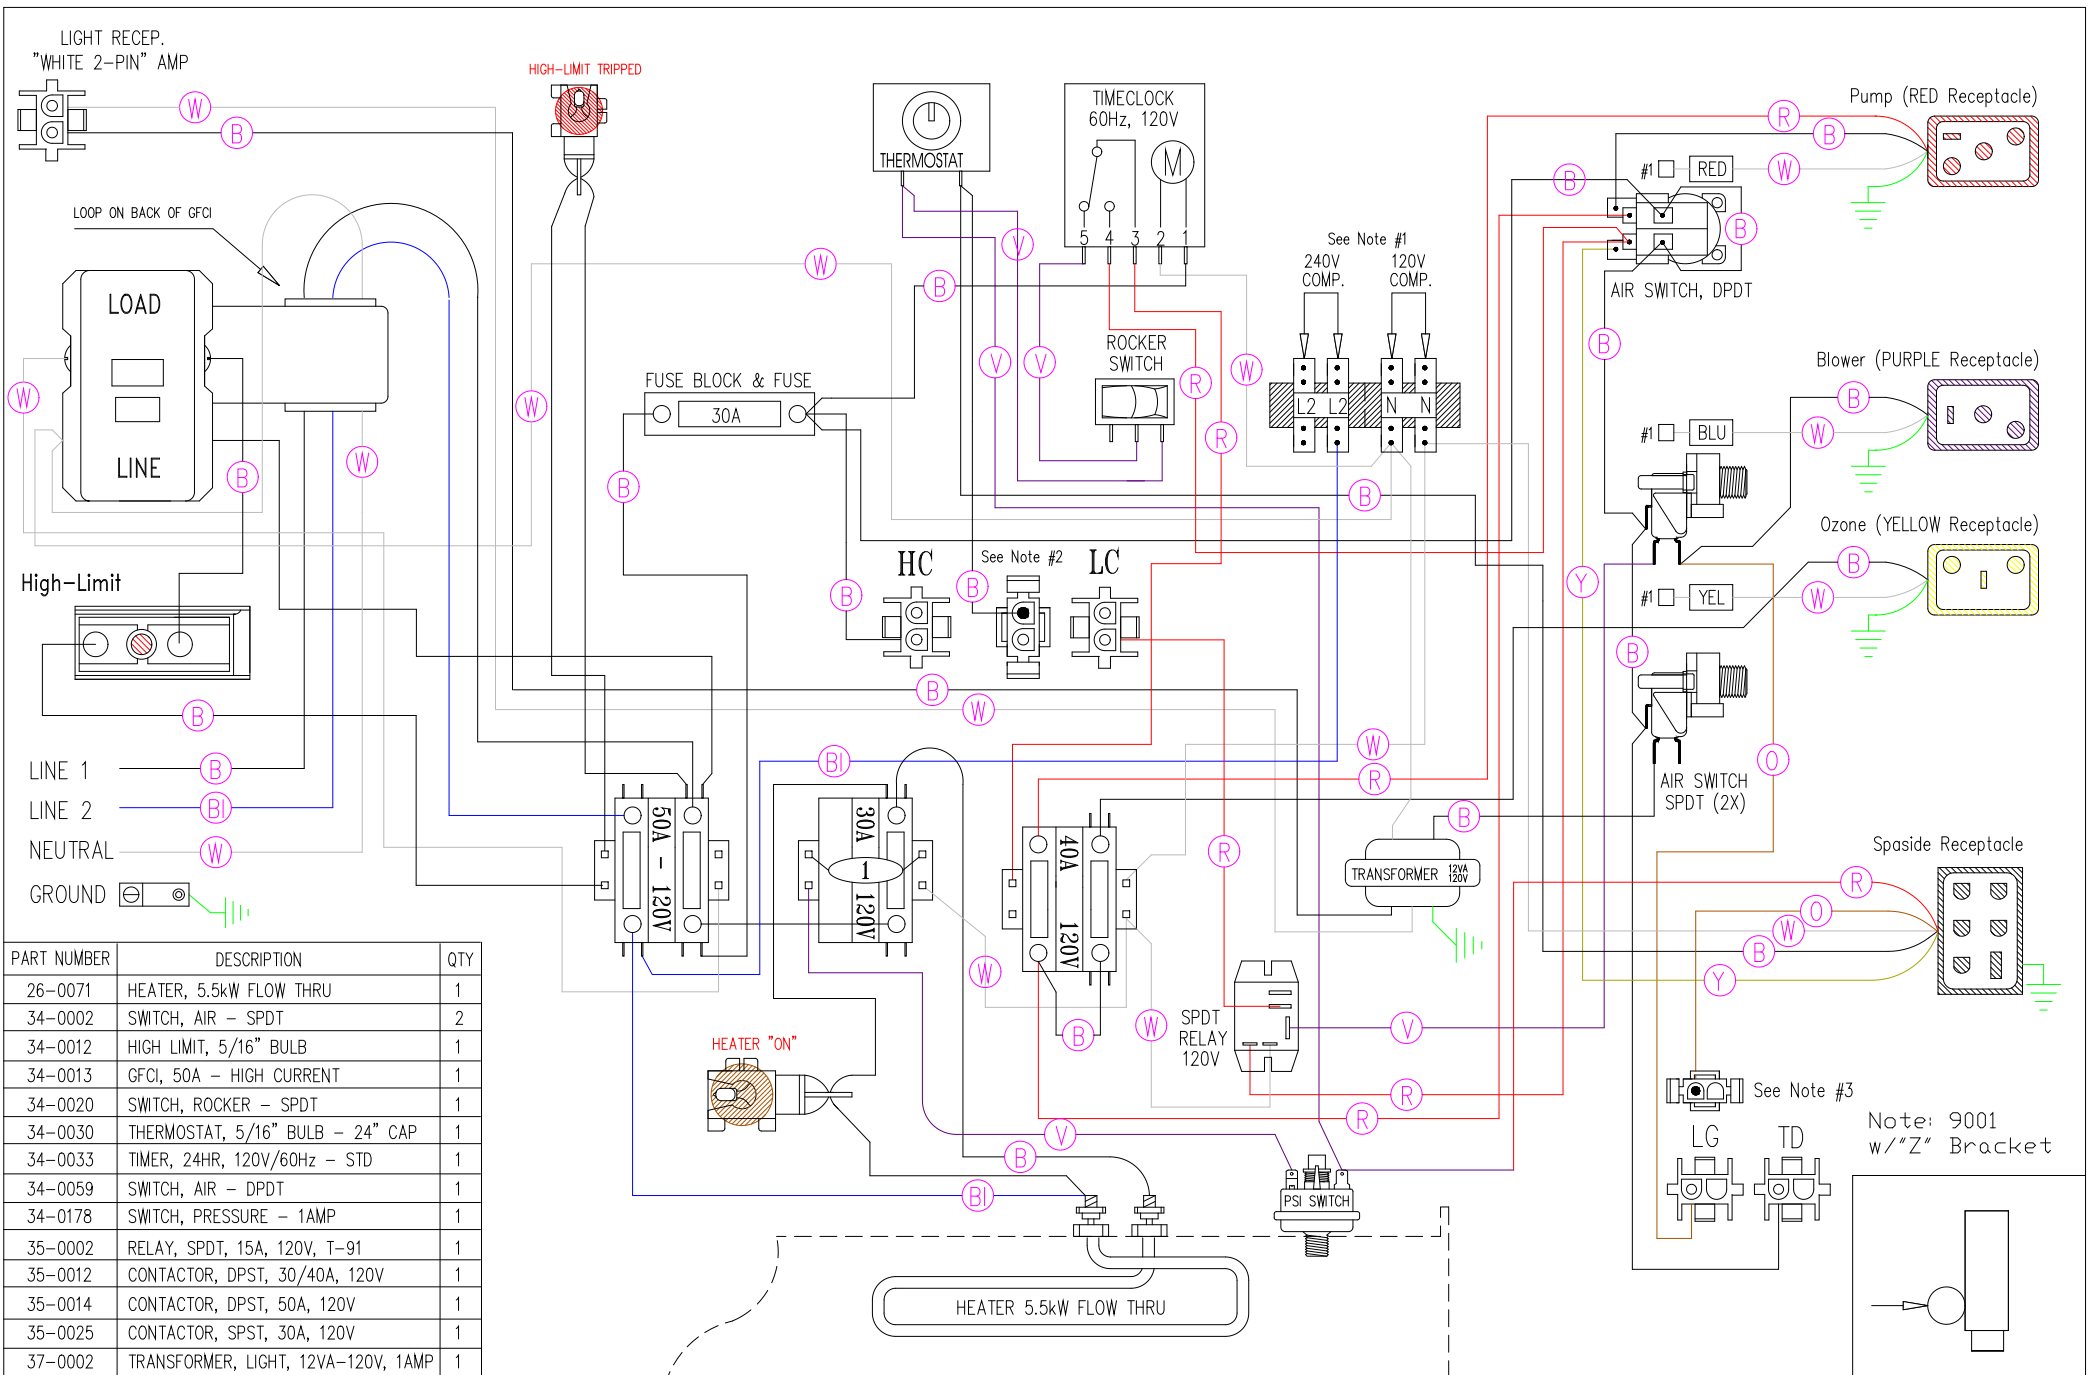 LIGHT RECEP.
"WHITE 2-PIN" AMP
W
B
HIGH-LIMIT TRIPPED
THERMOSTAT
TIMECLOCK
60Hz, 120V
M
5 4 3 2 1
Pump (RED Receptacle)
R
B
#1 RED W
B
B
AIR SWITCH, DPDT
LOOP ON BACK OF GFCI
LOAD
LINE
W
W
B
V
W
B
See Note #1
240V
COMP.
120V
COMP.
L2 L2 N N
ROCKER
SWITCH
FUSE BLOCK & FUSE
30A
W
V
V
R
W
R
B
B
B
Blower (PURPLE Receptacle)
B
#1 BLU W
Ozone (YELLOW Receptacle)
B
#1 YEL W
Y
B
High-Limit
B
HC
See Note #2
LC
B
B
B
W
LINE 1 B
LINE 2 Bl
NEUTRAL W
GROUND
Bl
W
R
B
O
AIR SWITCH
SPDT (2X)
50A - 120V
30A 120V
1
40A 120V
R
TRANSFORMER 12VA
120V
Spaside Receptacle
R
O
W
B
Y
W
B
W
SPDT
RELAY
120V
V
R
R
HEATER "ON"
V
B
Bl
PSI SWITCH
HEATER 5.5kW FLOW THRU
See Note #3
LG TD
Note: 9001
w/"Z" Bracket
PART NUMBER DESCRIPTION QTY
26-0071 HEATER, 5.5kW FLOW THRU 1
34-0002 SWITCH, AIR - SPDT 2
34-0012 HIGH LIMIT, 5/16" BULB 1
34-0013 GFCI, 50A - HIGH CURRENT 1
34-0020 SWITCH, ROCKER - SPDT 1
34-0030 THERMOSTAT, 5/16" BULB - 24" CAP 1
34-0033 TIMER, 24HR, 120V/60Hz - STD 1
34-0059 SWITCH, AIR - DPDT 1
34-0178 SWITCH, PRESSURE - 1AMP 1
35-0002 RELAY, SPDT, 15A, 120V, T-91 1
35-0012 CONTACTOR, DPST, 30/40A, 120V 1
35-0014 CONTACTOR, DPST, 50A, 120V 1
35-0025 CONTACTOR, SPST, 30A, 120V 1
37-0002 TRANSFORMER, LIGHT, 12VA-120V, 1AMP 1